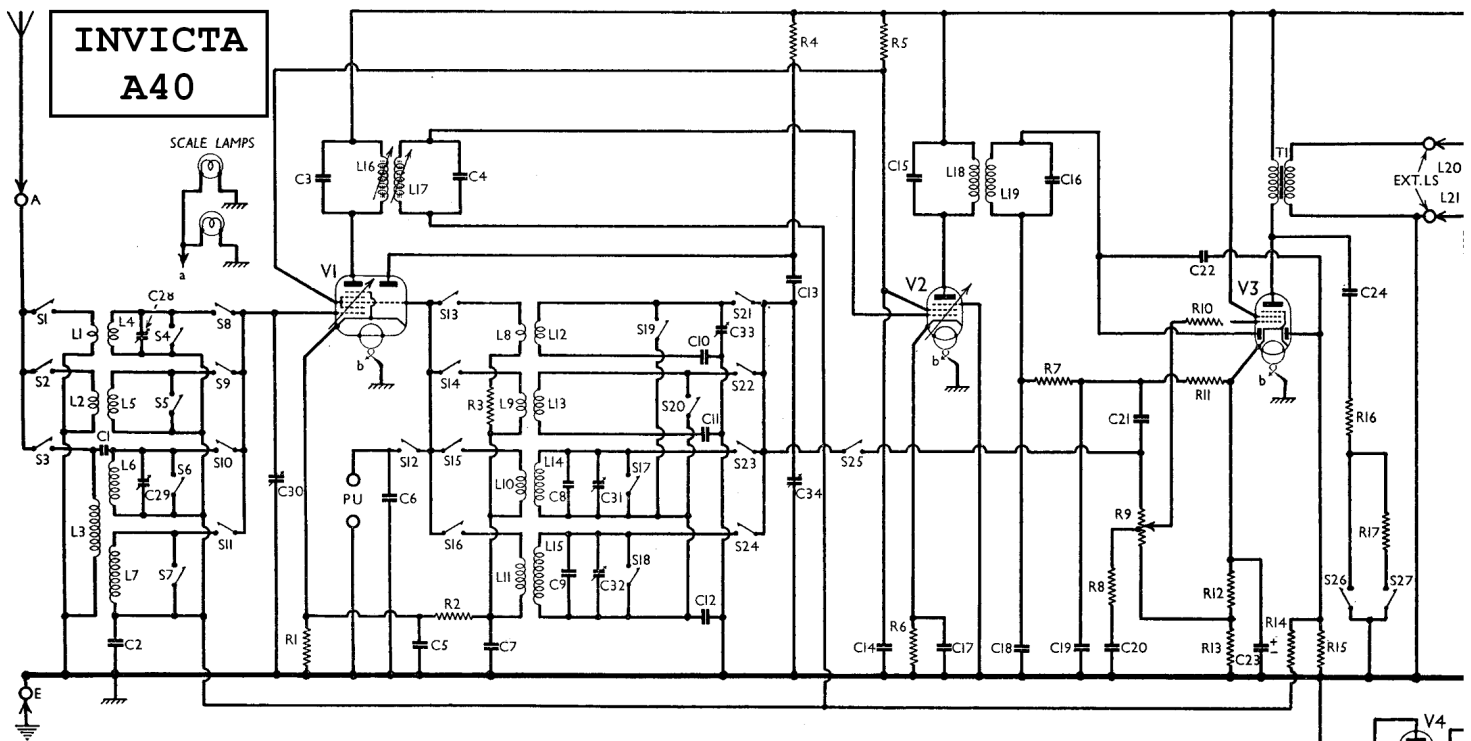 INVICTA
A40
SCALE LAMPS
A
a
E
S1
S2
S3
L1
L2
L3
C1
C2
L4
L5
L6
L7
C28
C29
S4
S5
S6
S7
S8
S9
S10
S11
C30
C3
L16
L17
C4
V1
b
R1
PU
C6
C5
R2
C7
S12
S13
S14
S15
S16
R3
L8
L9
L10
L11
L12
L13
L14
L15
C8
C9
C31
C32
S17
S18
S19
S20
C10
C11
C12
C33
S21
S22
S23
S24
C13
C34
R4
R5
S25
C15
L18
L19
C16
V2
b
C14
R6
C17
C18
R7
C19
C21
R11
R10
C22
V3
b
R9
R8
C20
R12
R13
C23
+
–
R14
R15
T1
EXT.LS
L20
L21
C24
R16
R17
S26
S27
V4